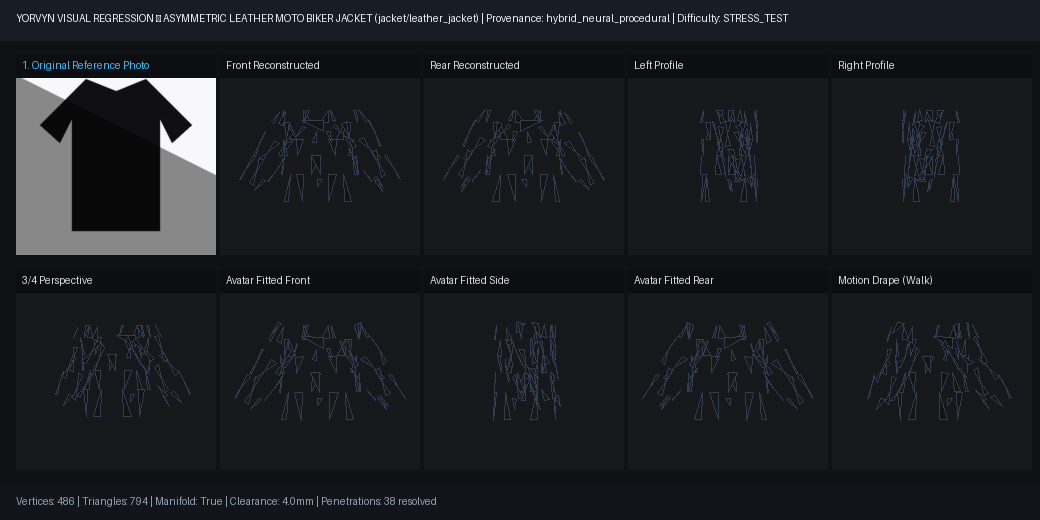 YORVYN VISUAL REGRESSION ▯ ASYMMETRIC LEATHER MOTO BIKER JACKET (jacket/leather_jacket) | Provenance: hybrid_neural_procedural | Difficulty: STRESS_TEST
1. Original Reference Photo
Front Reconstructed
Rear Reconstructed
Left Profile
Right Profile
3/4 Perspective
Avatar Fitted Front
Avatar Fitted Side
Avatar Fitted Rear
Motion Drape (Walk)
Vertices: 486 | Triangles: 794 | Manifold: True | Clearance: 4.0mm | Penetrations: 38 resolved